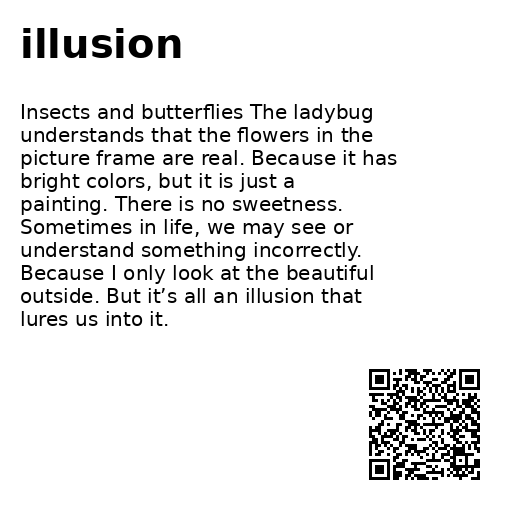 illusion
Insects and butterflies The ladybug
understands that the flowers in the
picture frame are real. Because it has
bright colors, but it is just a
painting. There is no sweetness.
Sometimes in life, we may see or
understand something incorrectly.
Because I only look at the beautiful
outside. But it’s all an illusion that
lures us into it.